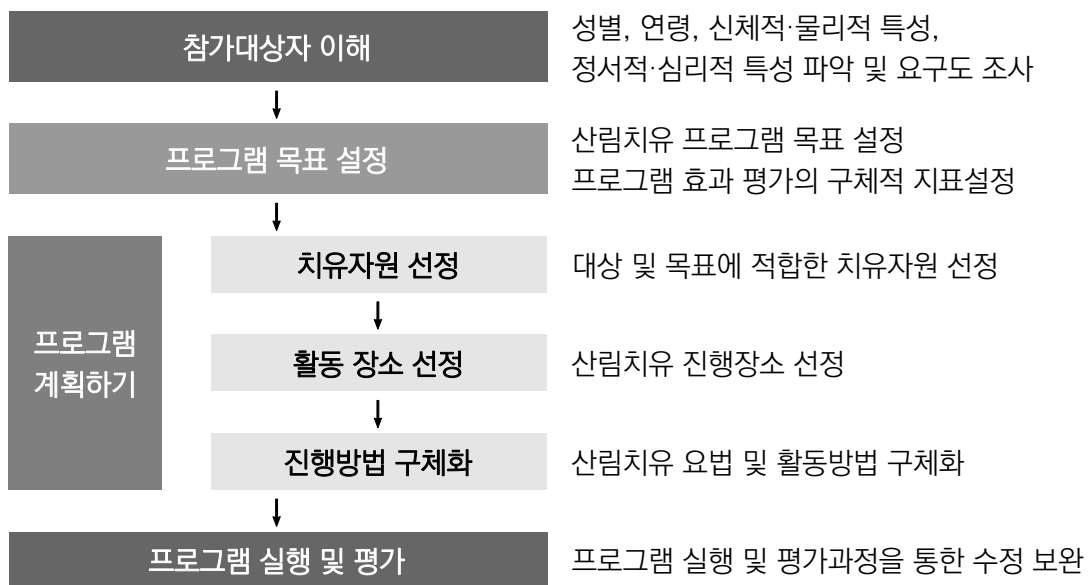 참가대상자 이해
성별, 연령, 신체적·물리적 특성,
정서적·심리적 특성 파악 및 요구도 조사
프로그램 목표 설정
산림치유 프로그램 목표 설정
프로그램 효과 평가의 구체적 지표설정
프로그램
계획하기
치유자원 선정
대상 및 목표에 적합한 치유자원 선정
활동 장소 선정
산림치유 진행장소 선정
진행방법 구체화
산림치유 요법 및 활동방법 구체화
프로그램 실행 및 평가
프로그램 실행 및 평가과정을 통한 수정 보완